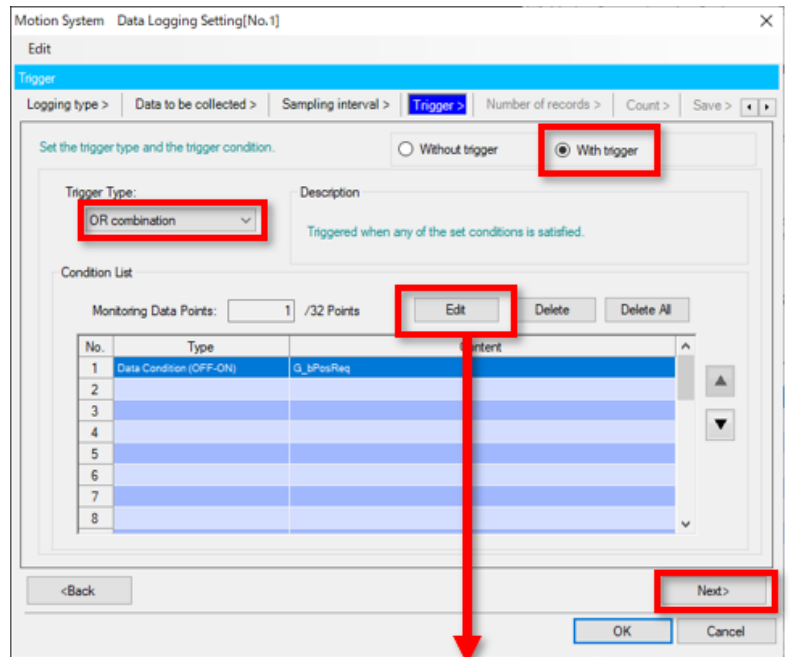 Motion System Data Logging Setting[No.1]
Edit
Trigger
Logging type > Data to be collected > Sampling interval > Trigger > Number of records > Count > Save >
Set the trigger type and the trigger condition. Without trigger With trigger
Trigger Type: Description
OR combination
Triggered when any of the set conditions is satisfied.
Condition List
Monitoring Data Points: 1 /32 Points Edit Delete Delete All
No. Type Content
1 Data Condition (OFF-ON) G_bPosReq
2
3
4
5
6
7
8
<Back Next>
OK Cancel